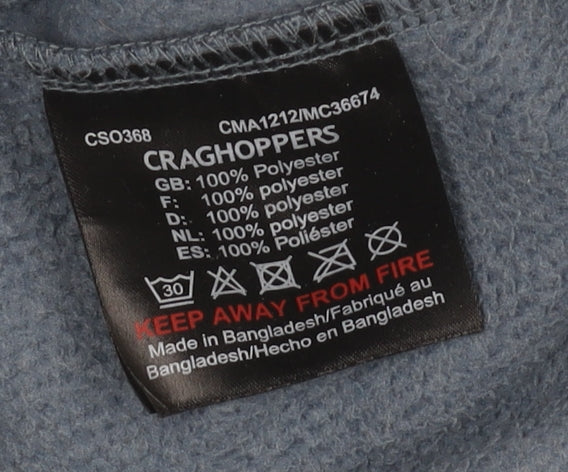 CSO368 CMA1212/MC36674
CRAGHOPPERS
GB: 100% Polyester
F: 100% polyester
D: 100% polyester
NL: 100% polyester
ES: 100% Poliéster
30
KEEP AWAY FROM FIRE
Made in Bangladesh/Fabriqué au
Bangladesh/Hecho en Bangladesh